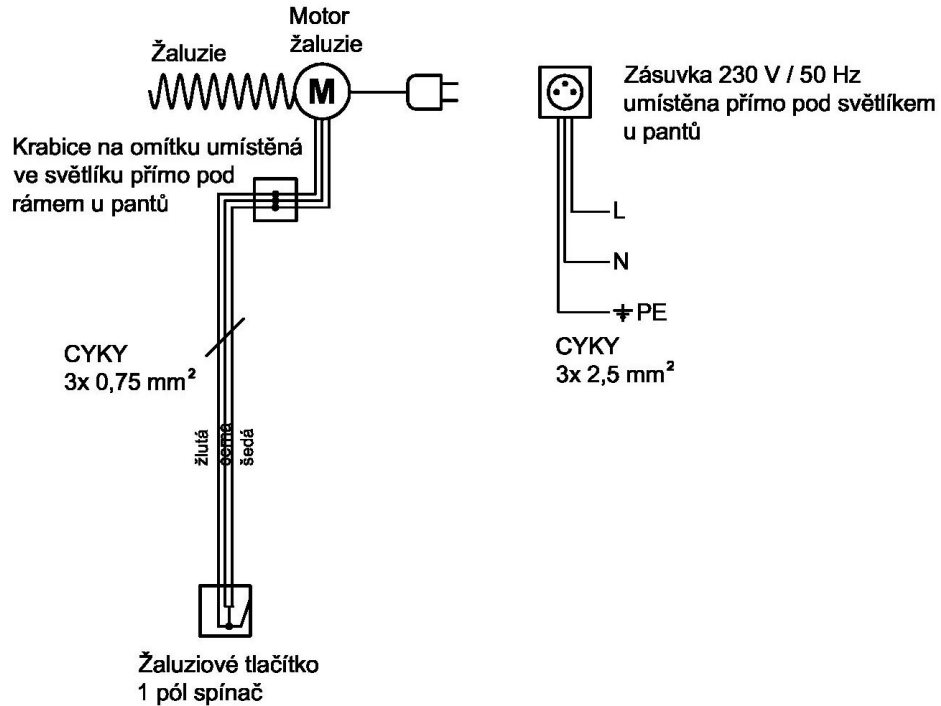 Motor
žaluzie
Žaluzie
M
Zásuvka 230 V / 50 Hz
umístěna přímo pod světlíkem
u pantů
Krabice na omítku umístěná
ve světlíku přímo pod
rámem u pantů
L
N
PE
CYKY
3x 2,5 mm²
CYKY
3x 0,75 mm²
žlutá
černá
šedá
Žaluziové tlačítko
1 pól spínač